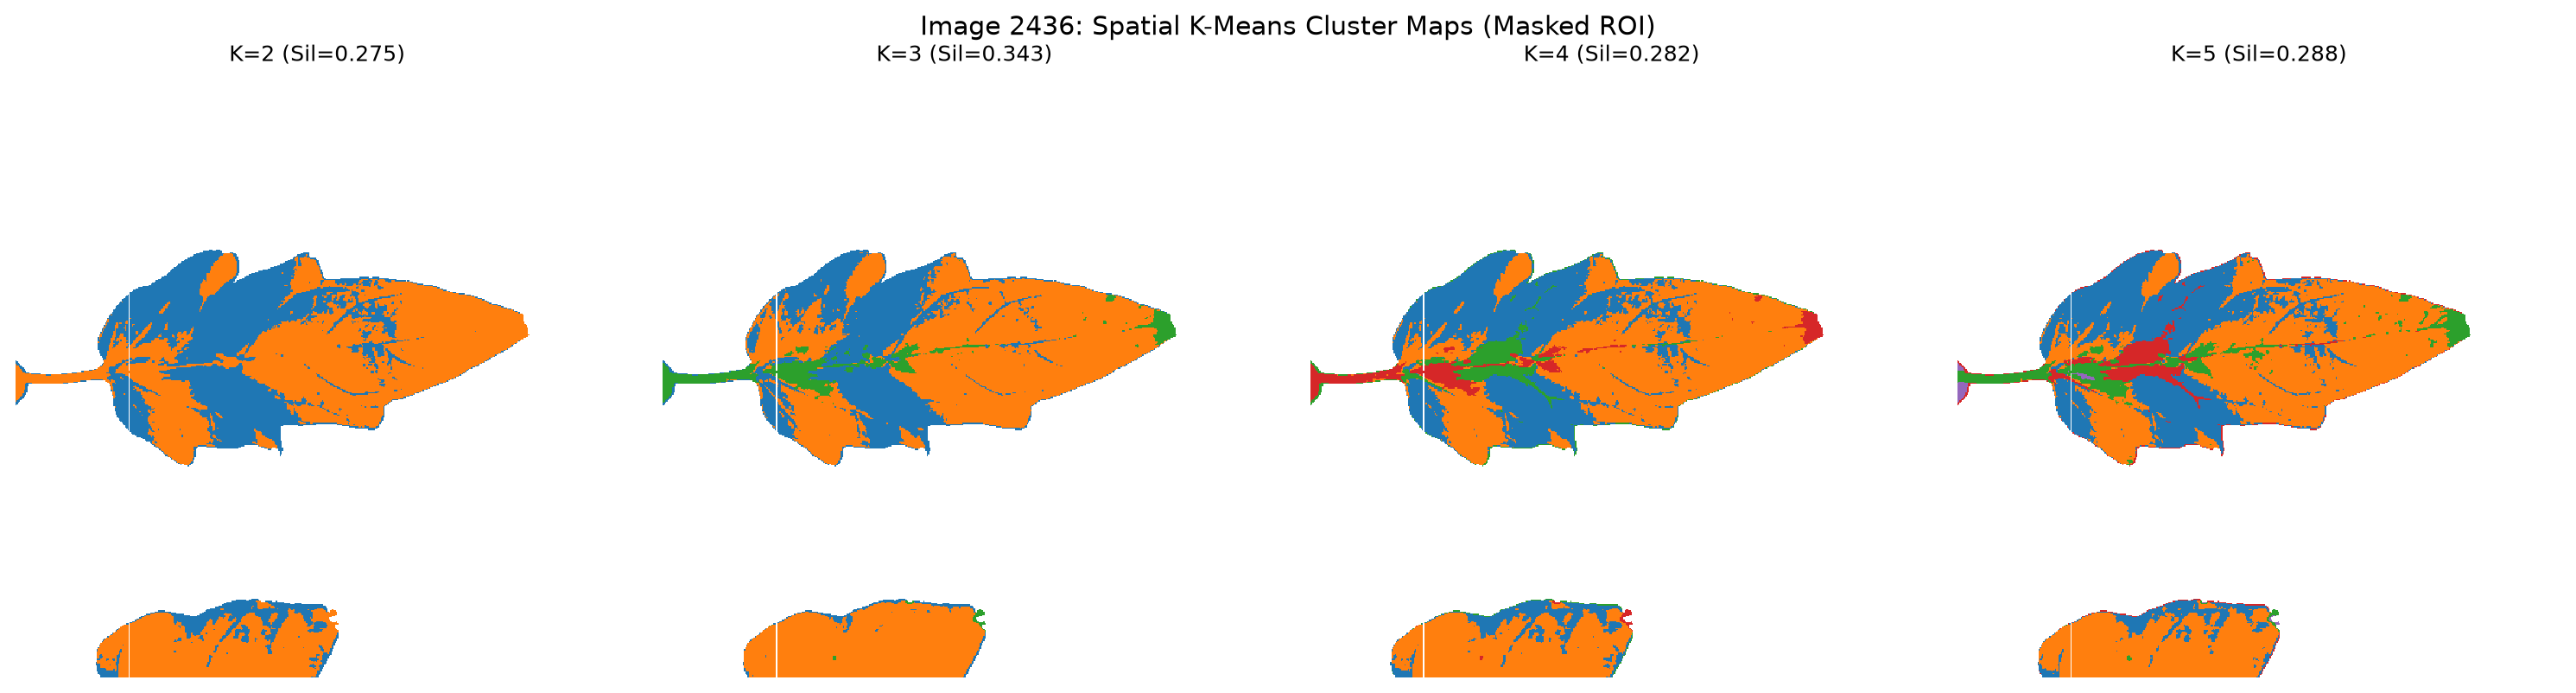 Image 2436: Spatial K-Means Cluster Maps (Masked ROI)
K=2 (Sil=0.275)
K=3 (Sil=0.343)
K=4 (Sil=0.282)
K=5 (Sil=0.288)